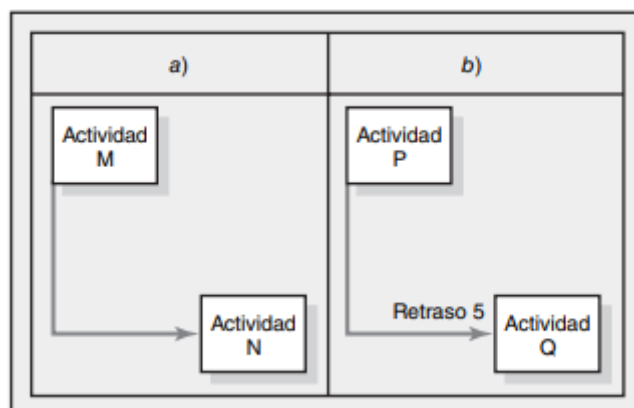 a)
b)
Actividad
M
Actividad
P
Actividad
N
Retraso 5
Actividad
Q